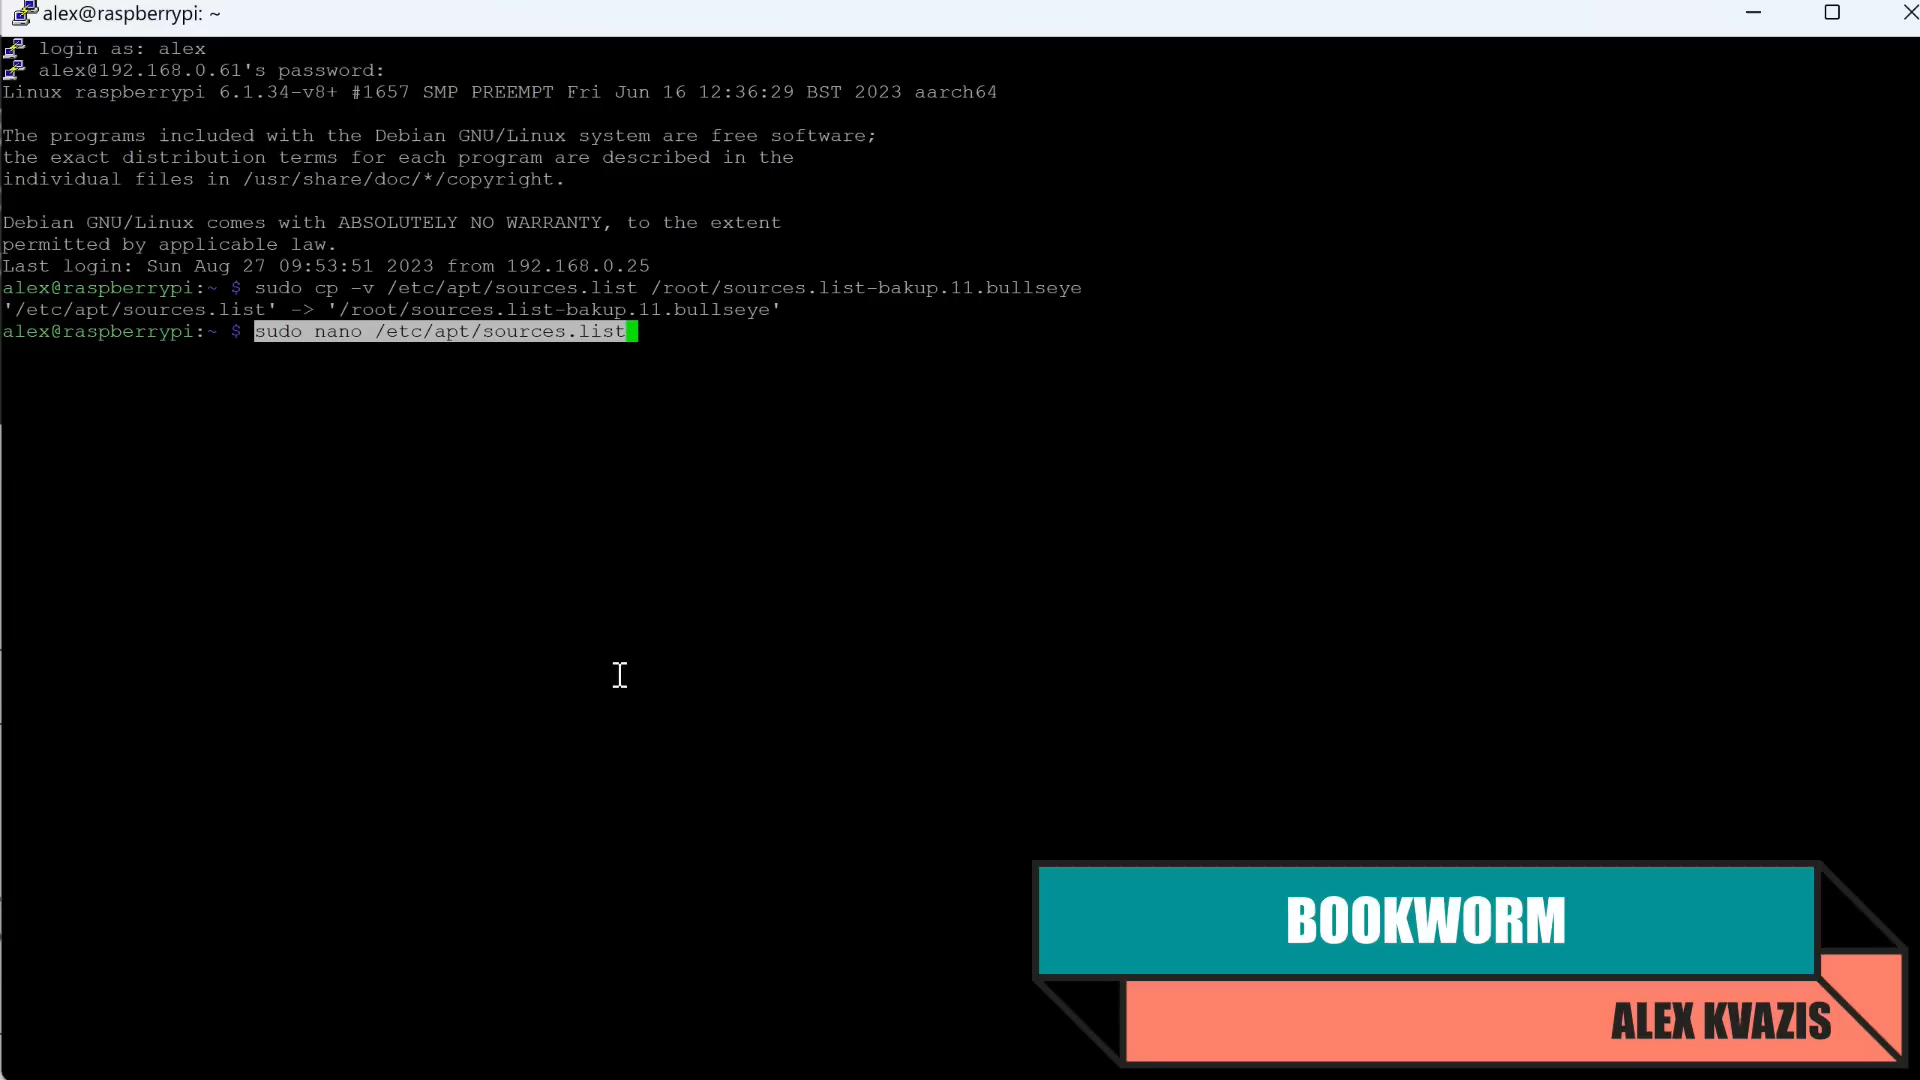 alex@raspberrypi: ~
login as: alex
alex@192.168.0.61's password:
Linux raspberrypi 6.1.34-v8+ #1657 SMP PREEMPT Fri Jun 16 12:36:29 BST 2023 aarch64
The programs included with the Debian GNU/Linux system are free software;
the exact distribution terms for each program are described in the
individual files in /usr/share/doc/*/copyright.
Debian GNU/Linux comes with ABSOLUTELY NO WARRANTY, to the extent
permitted by applicable law.
Last login: Sun Aug 27 09:53:51 2023 from 192.168.0.25
alex@raspberrypi:~ $ sudo cp -v /etc/apt/sources.list /root/sources.list-bakup.11.bullseye
'/etc/apt/sources.list' -> '/root/sources.list-bakup.11.bullseye'
alex@raspberrypi:~ $ sudo nano /etc/apt/sources.list
BOOKWORM
ALEX KVAZIS